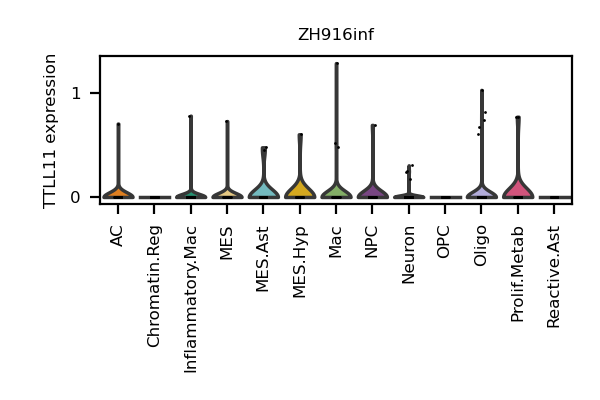 ZH916inf
TTLL11 expression
1
0
AC
Chromatin.Reg
Inflammatory.Mac
MES
MES.Ast
MES.Hyp
Mac
NPC
Neuron
OPC
Oligo
Prolif.Metab
Reactive.Ast